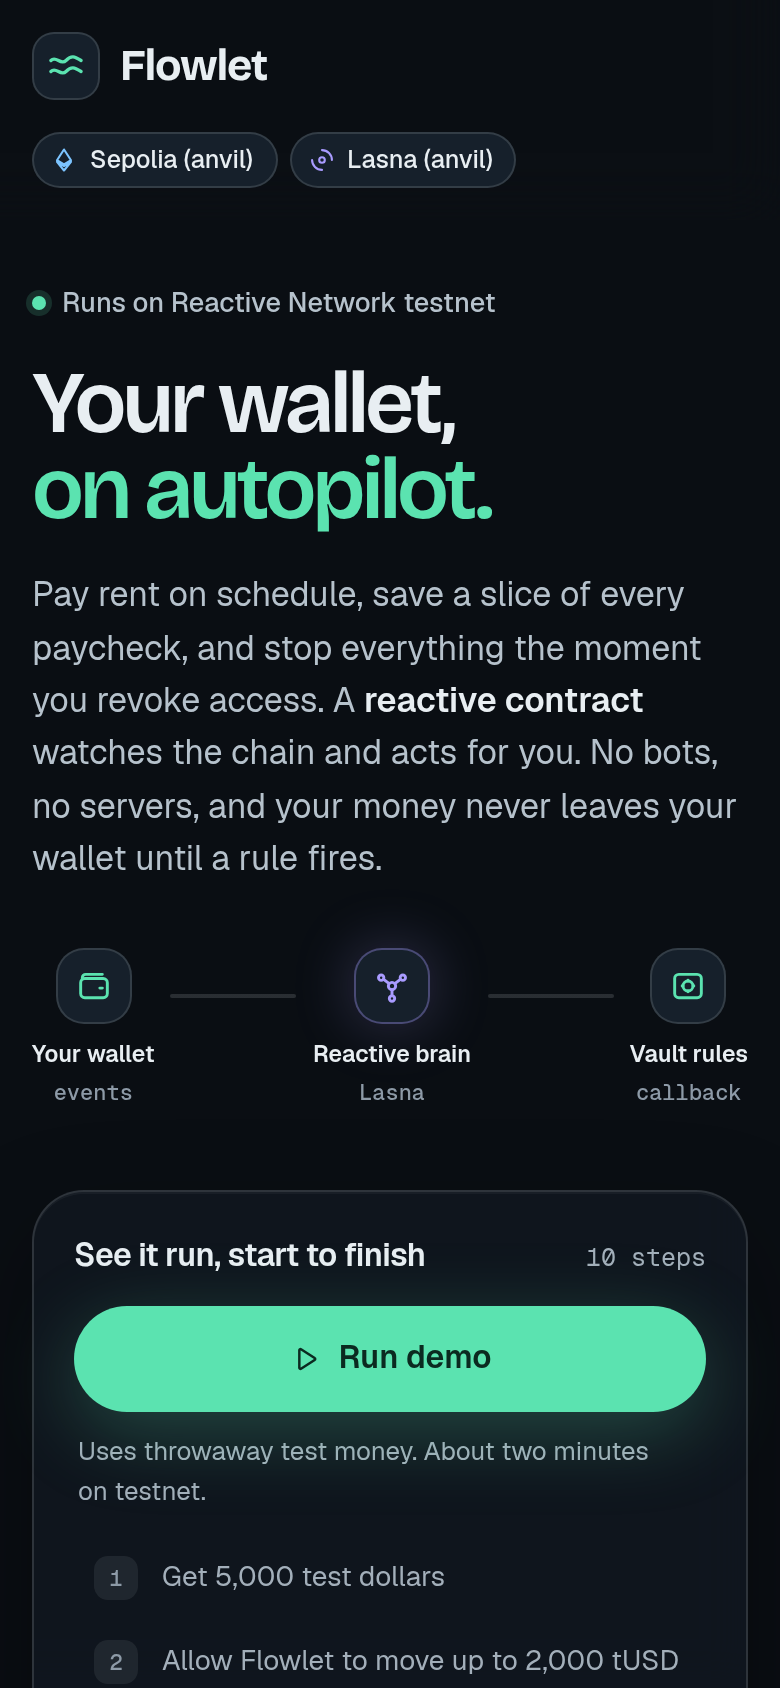 Flowlet
Sepolia (anvil)
Lasna (anvil)
Runs on Reactive Network testnet
Your wallet,
on autopilot.
Pay rent on schedule, save a slice of every
paycheck, and stop everything the moment
you revoke access. A reactive contract
watches the chain and acts for you. No bots,
no servers, and your money never leaves your
wallet until a rule fires.
Your wallet
events
Reactive brain
Lasna
Vault rules
callback
See it run, start to finish
10 steps
Run demo
Uses throwaway test money. About two minutes
on testnet.
1 Get 5,000 test dollars
2 Allow Flowlet to move up to 2,000 tUSD